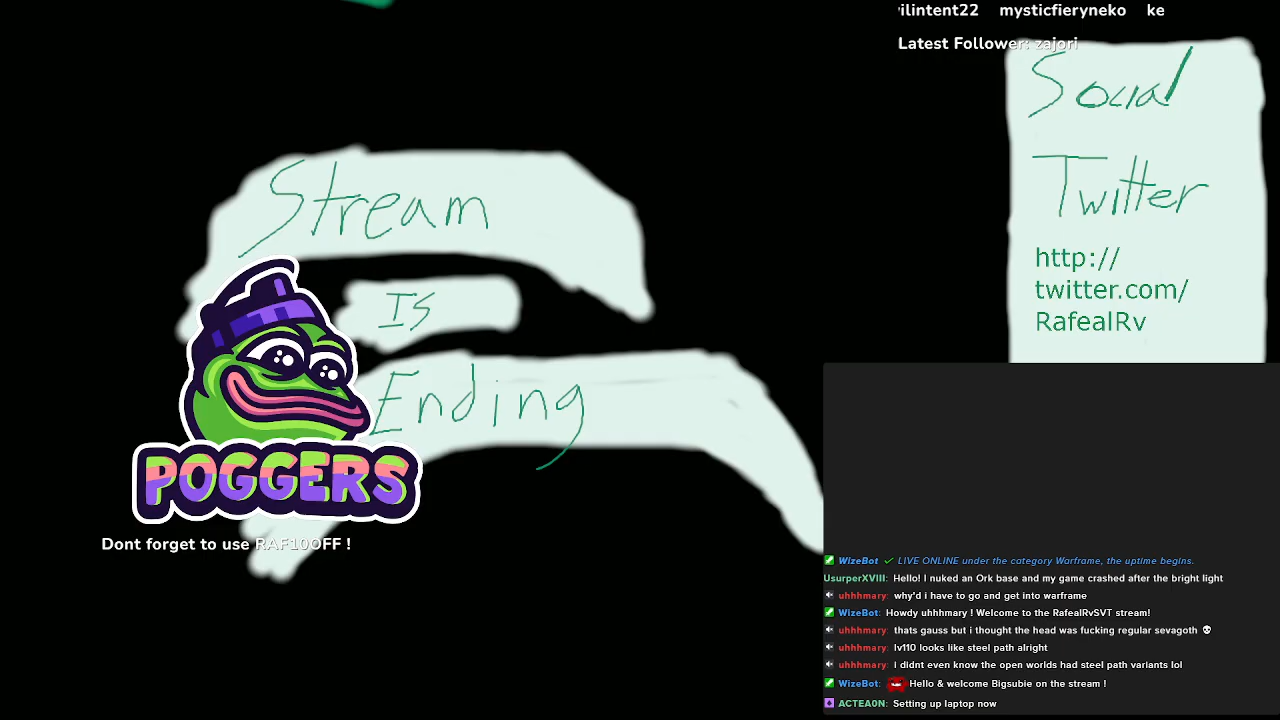 vilintent22 mysticfieryneko ke
Latest Follower: zajori
Social
Twitter
http://
twitter.com/
RafealRv
Stream
Is
Ending
POGGERS
Dont forget to use RAF10OFF !
WizeBot ✓ LIVE ONLINE under the category Warframe, the uptime begins.
UsurperXVIII: Hello! I nuked an Ork base and my game crashed after the bright light
uhhhmary: why'd i have to go and get into warframe
WizeBot: Howdy uhhhmary ! Welcome to the RafealRvSVT stream!
uhhhmary: thats gauss but i thought the head was fucking regular sevagoth 💀
uhhhmary: lv110 looks like steel path alright
uhhhmary: I didnt even know the open worlds had steel path variants lol
WizeBot: Hello & welcome Bigsubie on the stream !
ACTEA0N: Setting up laptop now